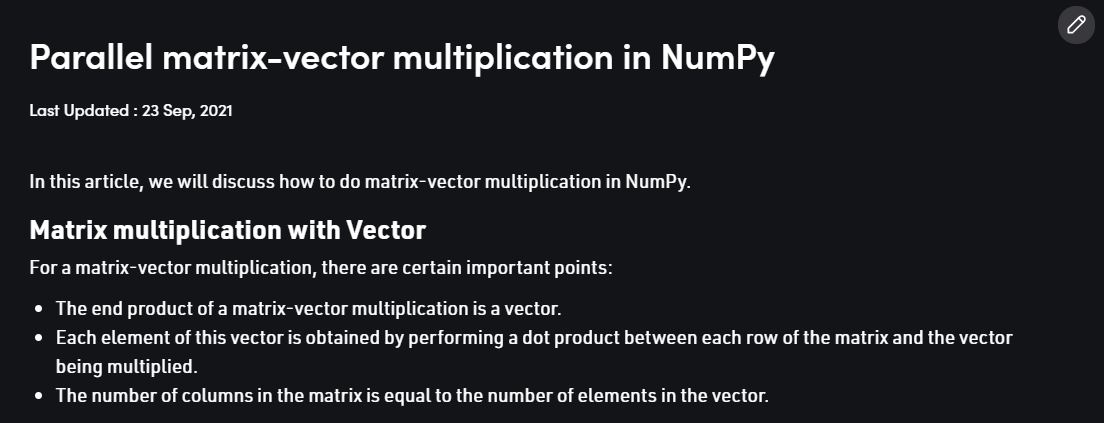 Parallel matrix-vector multiplication in NumPy
Last Updated : 23 Sep, 2021
In this article, we will discuss how to do matrix-vector multiplication in NumPy.
Matrix multiplication with Vector
For a matrix-vector multiplication, there are certain important points:
• The end product of a matrix-vector multiplication is a vector.
• Each element of this vector is obtained by performing a dot product between each row of the matrix and the vector
being multiplied.
• The number of columns in the matrix is equal to the number of elements in the vector.